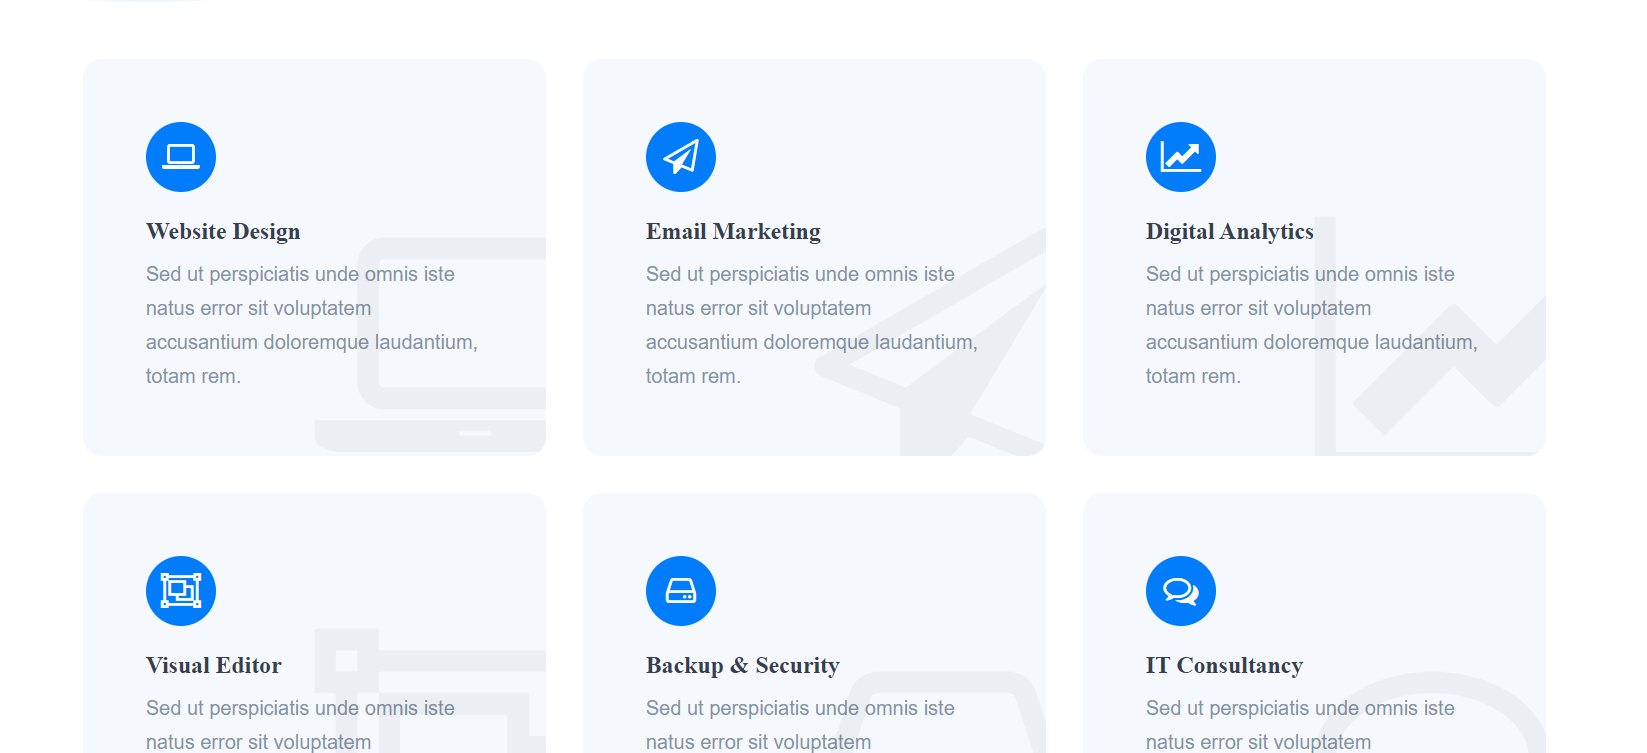 Website Design
Sed ut perspiciatis unde omnis iste
natus error sit voluptatem
accusantium doloremque laudantium,
totam rem.
Email Marketing
Sed ut perspiciatis unde omnis iste
natus error sit voluptatem
accusantium doloremque laudantium,
totam rem.
Digital Analytics
Sed ut perspiciatis unde omnis iste
natus error sit voluptatem
accusantium doloremque laudantium,
totam rem.
Visual Editor
Sed ut perspiciatis unde omnis iste
natus error sit voluptatem
Backup & Security
Sed ut perspiciatis unde omnis iste
natus error sit voluptatem
IT Consultancy
Sed ut perspiciatis unde omnis iste
natus error sit voluptatem